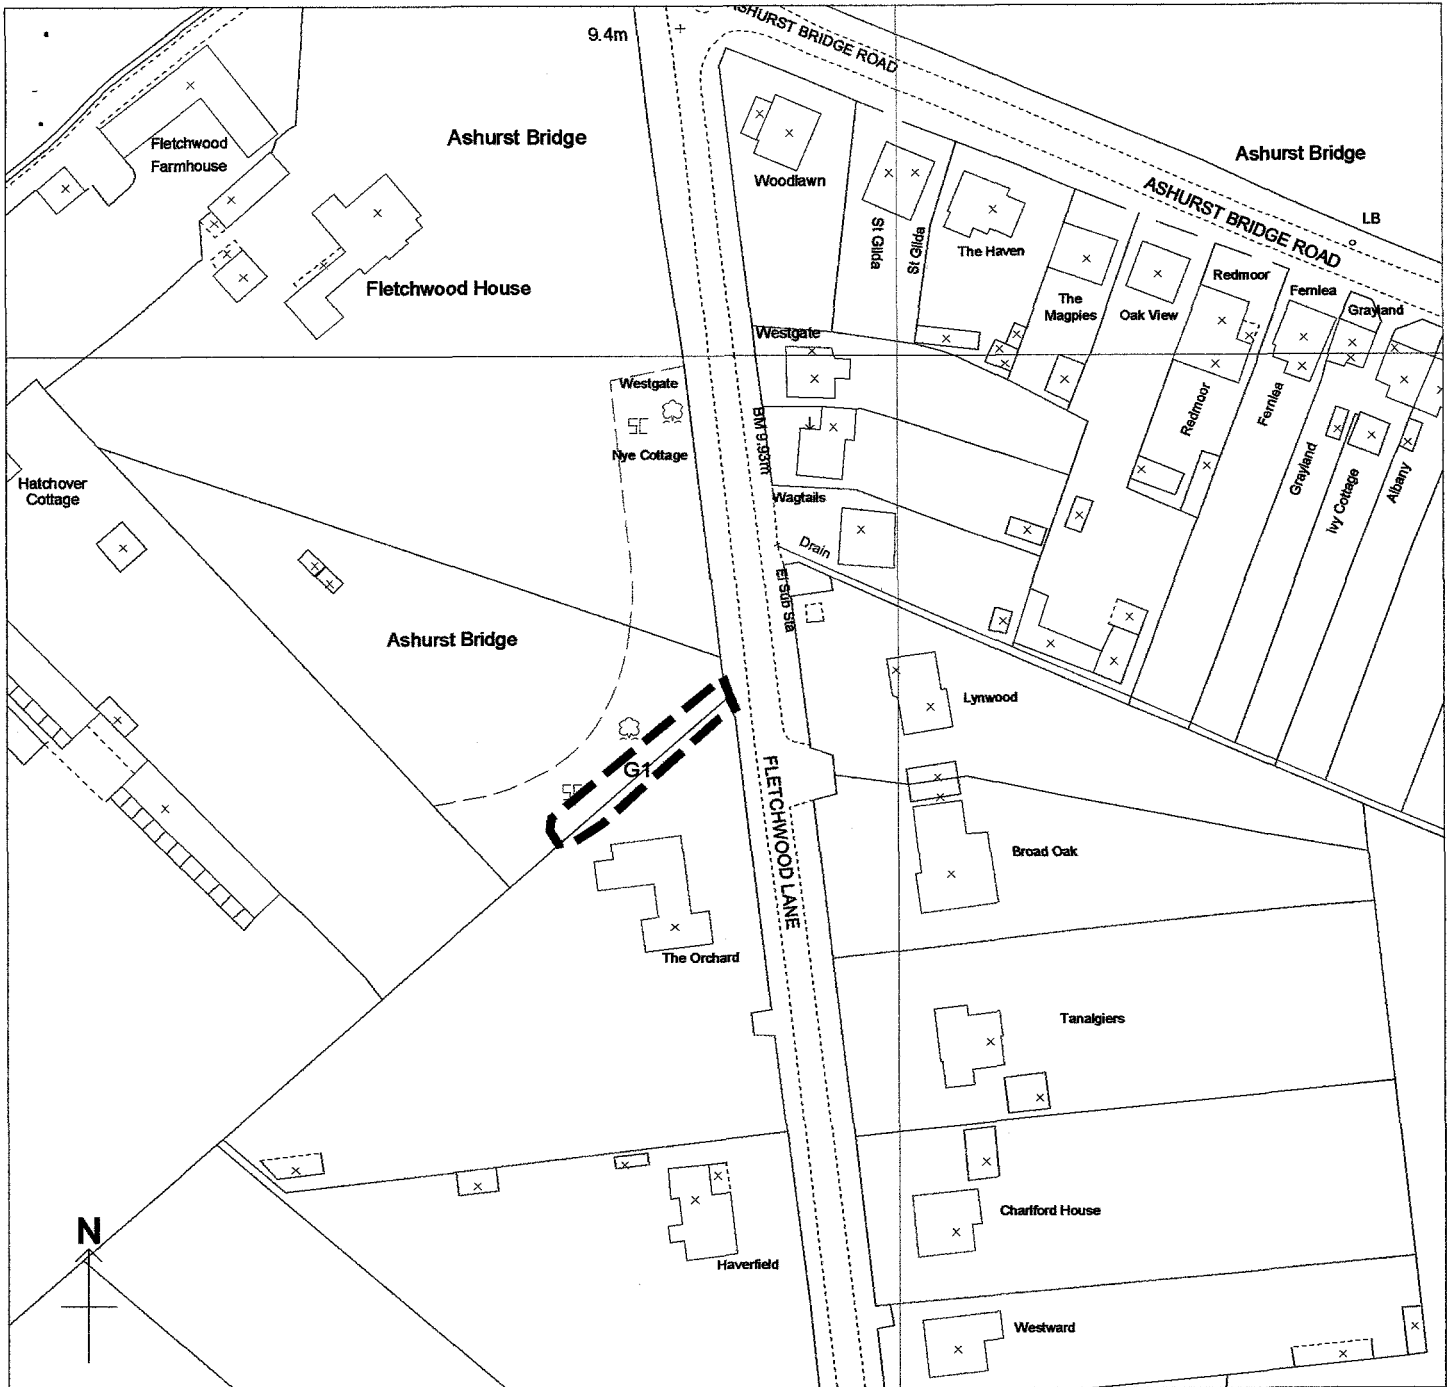 9.4m
ASHURST BRIDGE ROAD
Fletchwood
Farmhouse
Ashurst Bridge
Ashurst Bridge
Woodlawn
ASHURST BRIDGE ROAD
LB
St Gilda
St Gilda
The Haven
Redmoor
Fernlea
Grayland
The
Magpies
Oak View
Fletchwood House
Westgate
Westgate
BM 9.93m
Nye Cottage
Redmoor
Fernlea
Grayland
Ivy Cottage
Albany
Hatchover
Cottage
Wagtails
Drain
El Sub Sta
Ashurst Bridge
Lynwood
G1
FLETCHWOOD LANE
Broad Oak
The Orchard
Tanalgiers
Charlford House
N
Haverfield
Westward